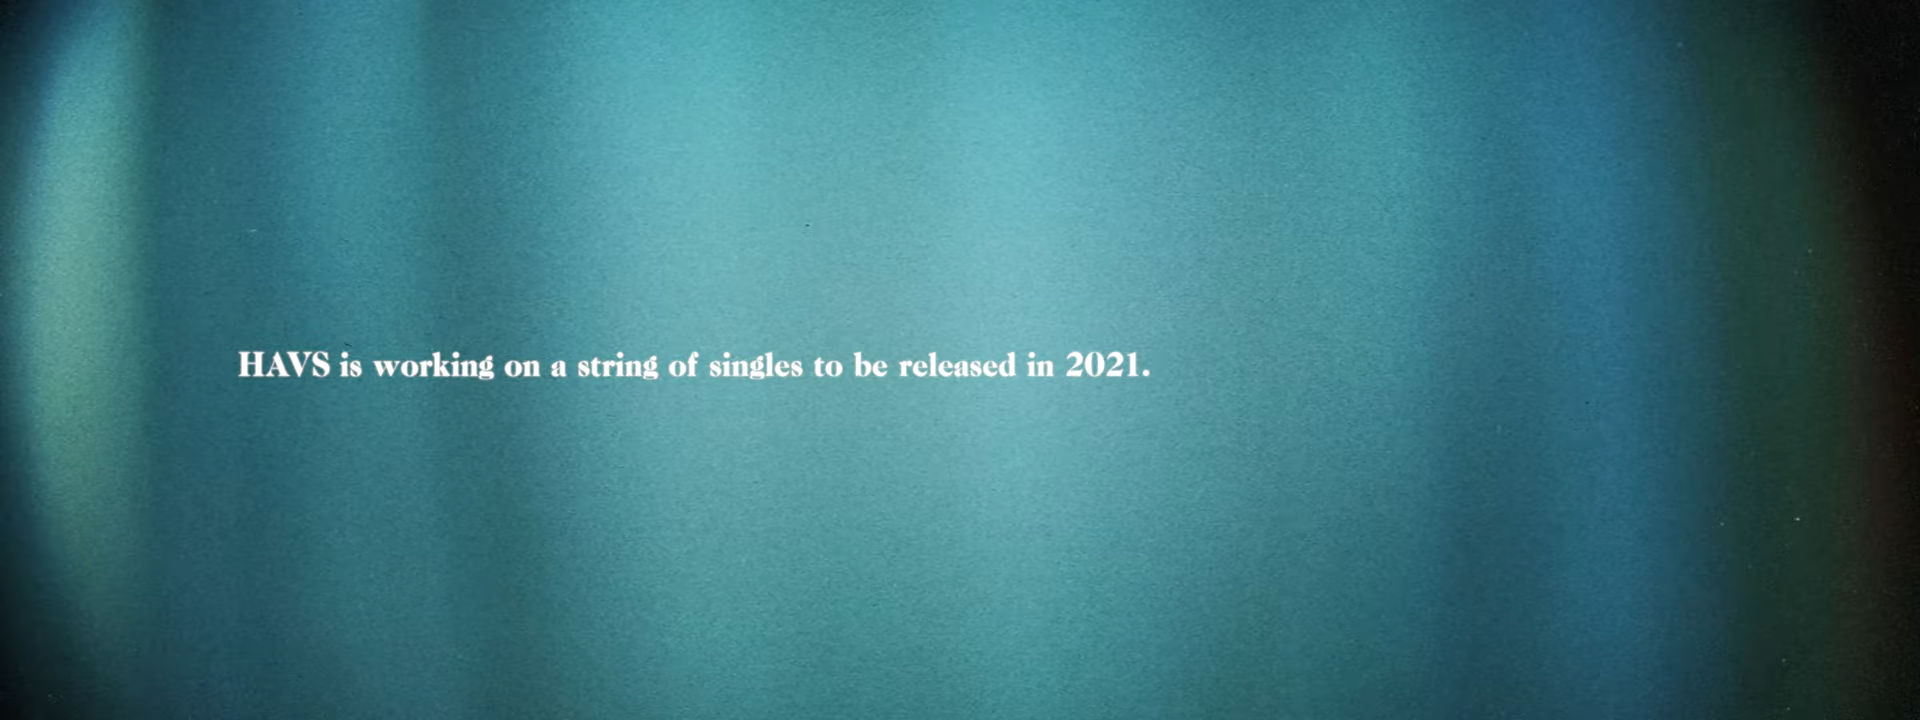 HAVS is working on a string of singles to be released in 2021.